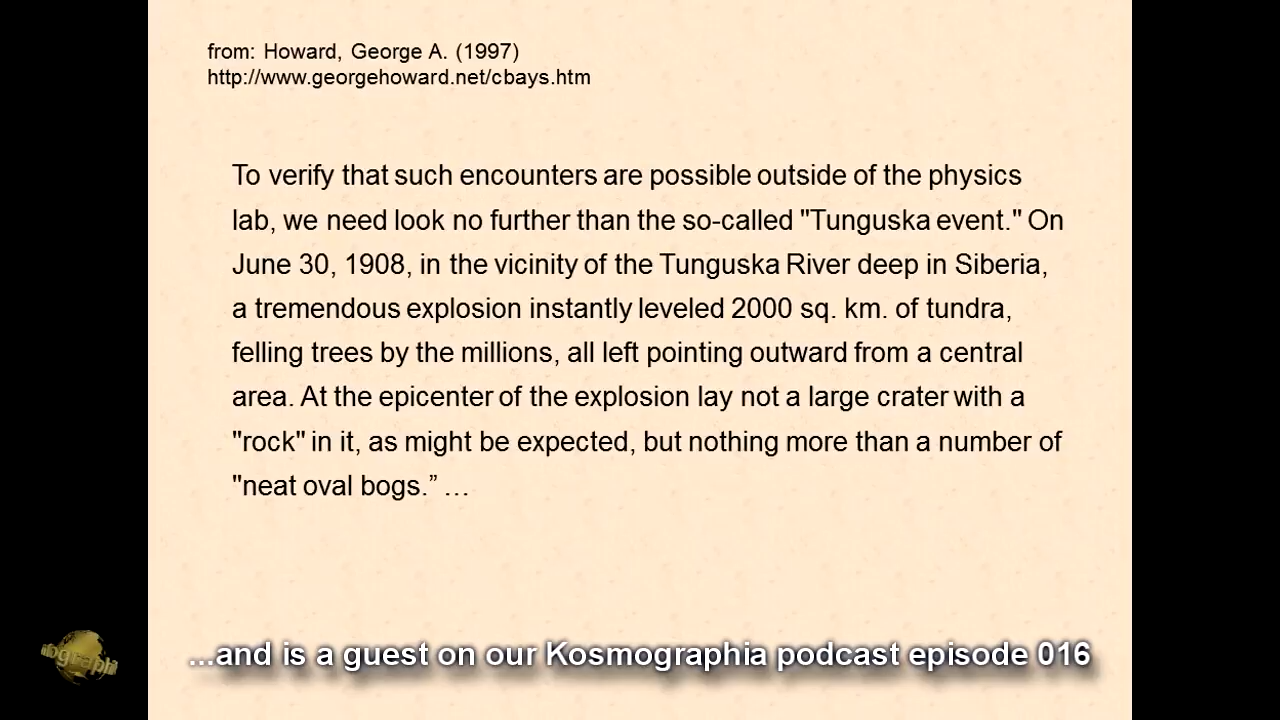 from: Howard, George A. (1997)
http://www.georgehoward.net/cbays.htm
To verify that such encounters are possible outside of the physics
lab, we need look no further than the so-called "Tunguska event." On
June 30, 1908, in the vicinity of the Tunguska River deep in Siberia,
a tremendous explosion instantly leveled 2000 sq. km. of tundra,
felling trees by the millions, all left pointing outward from a central
area. At the epicenter of the explosion lay not a large crater with a
"rock" in it, as might be expected, but nothing more than a number of
"neat oval bogs.” …
...and is a guest on our Kosmographia podcast episode 016